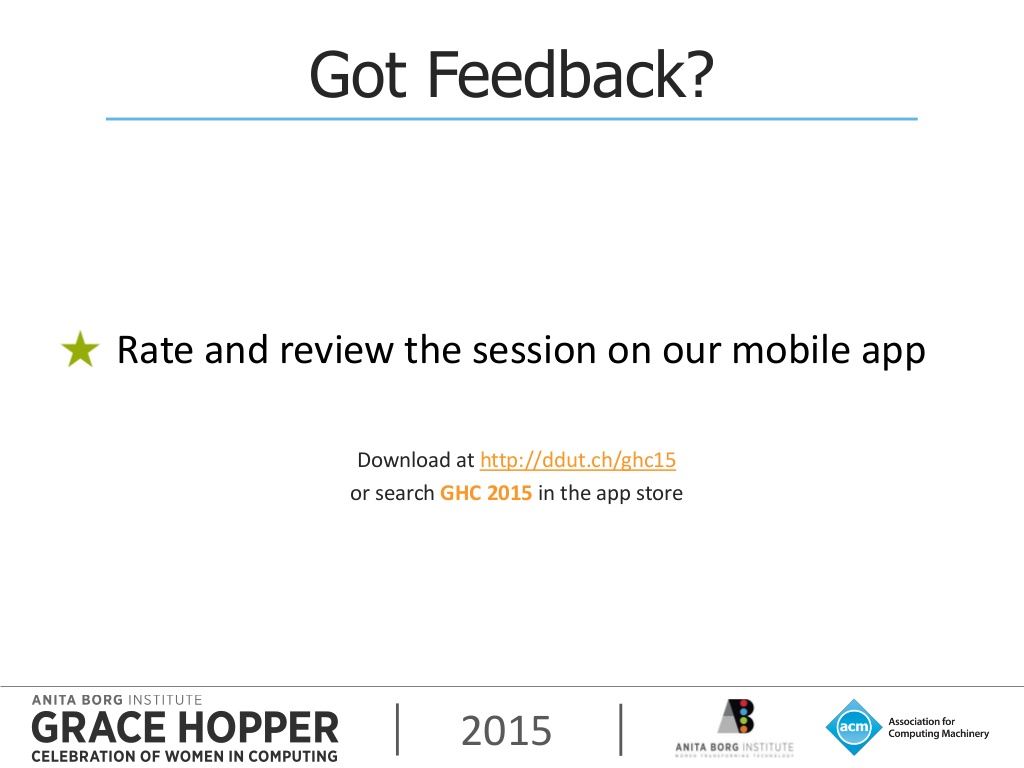 Got Feedback?
Rate and review the session on our mobile app
Download at http://ddut.ch/ghc15
or search GHC 2015 in the app store
ANITA BORG INSTITUTE
GRACE HOPPER
CELEBRATION OF WOMEN IN COMPUTING
2015
AB
ANITA BORG INSTITUTE
WOMEN TRANSFORMING TECHNOLOGY
acm
Association for
Computing Machinery